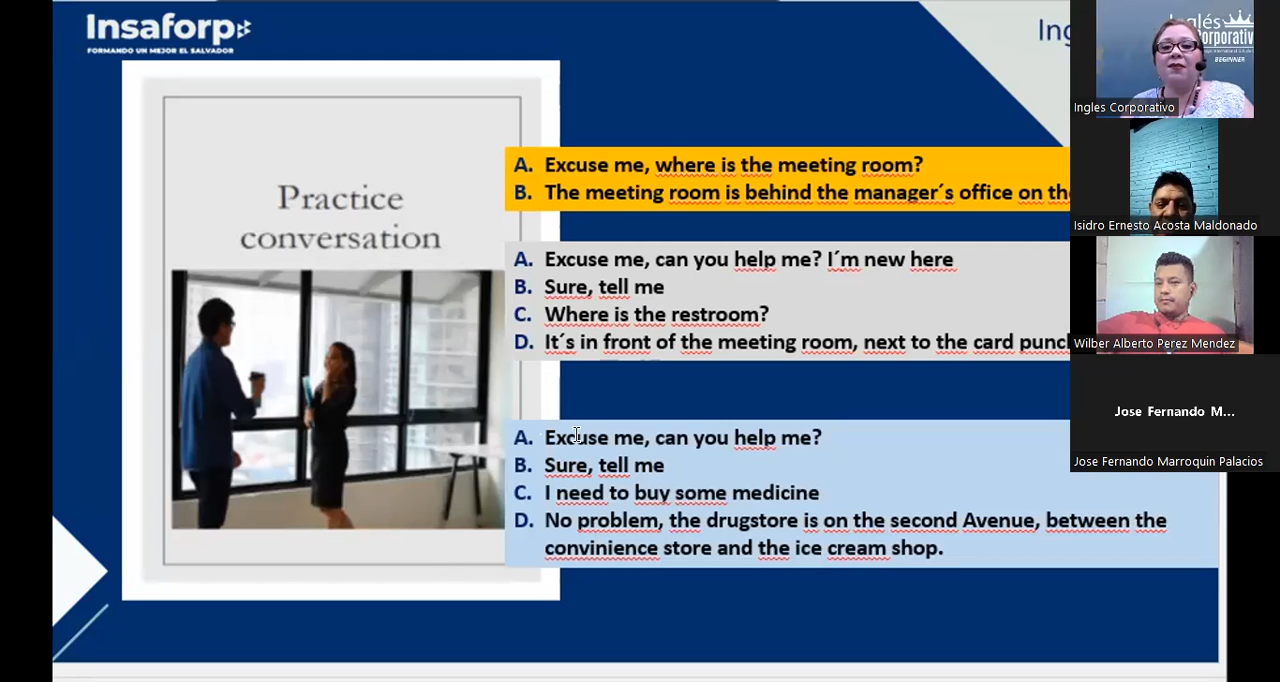 Insaforp
FORMANDO UN MEJOR EL SALVADOR
Practice
conversation
A. Excuse me, where is the meeting room?
B. The meeting room is behind the manager´s office on the
A. Excuse me, can you help me? I´m new here
B. Sure, tell me
C. Where is the restroom?
D. It´s in front of the meeting room, next to the card punch
A. Excuse me, can you help me?
B. Sure, tell me
C. I need to buy some medicine
D. No problem, the drugstore is on the second Avenue, between the
convinience store and the ice cream shop.
Inglés
Corporativ
BEGINNER
Ingles Corporativo
Isidro Ernesto Acosta Maldonado
Wilber Alberto Perez Mendez
Jose Fernando M...
Jose Fernando Marroquin Palacios